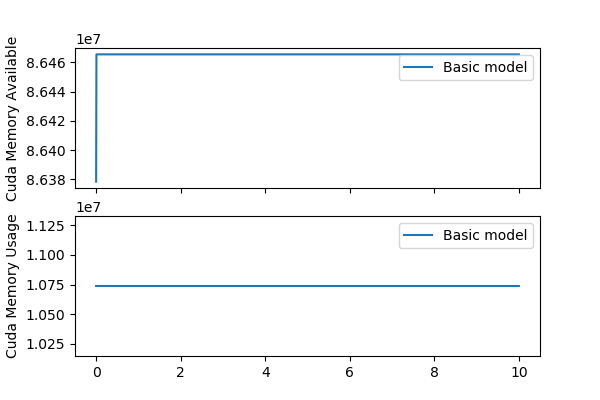 1e7
Cuda Memory Available
8.646
8.644
8.642
8.640
8.638
Basic model
1e7
Cuda Memory Usage
1.125
1.100
1.075
1.050
1.025
Basic model
0 2 4 6 8 10